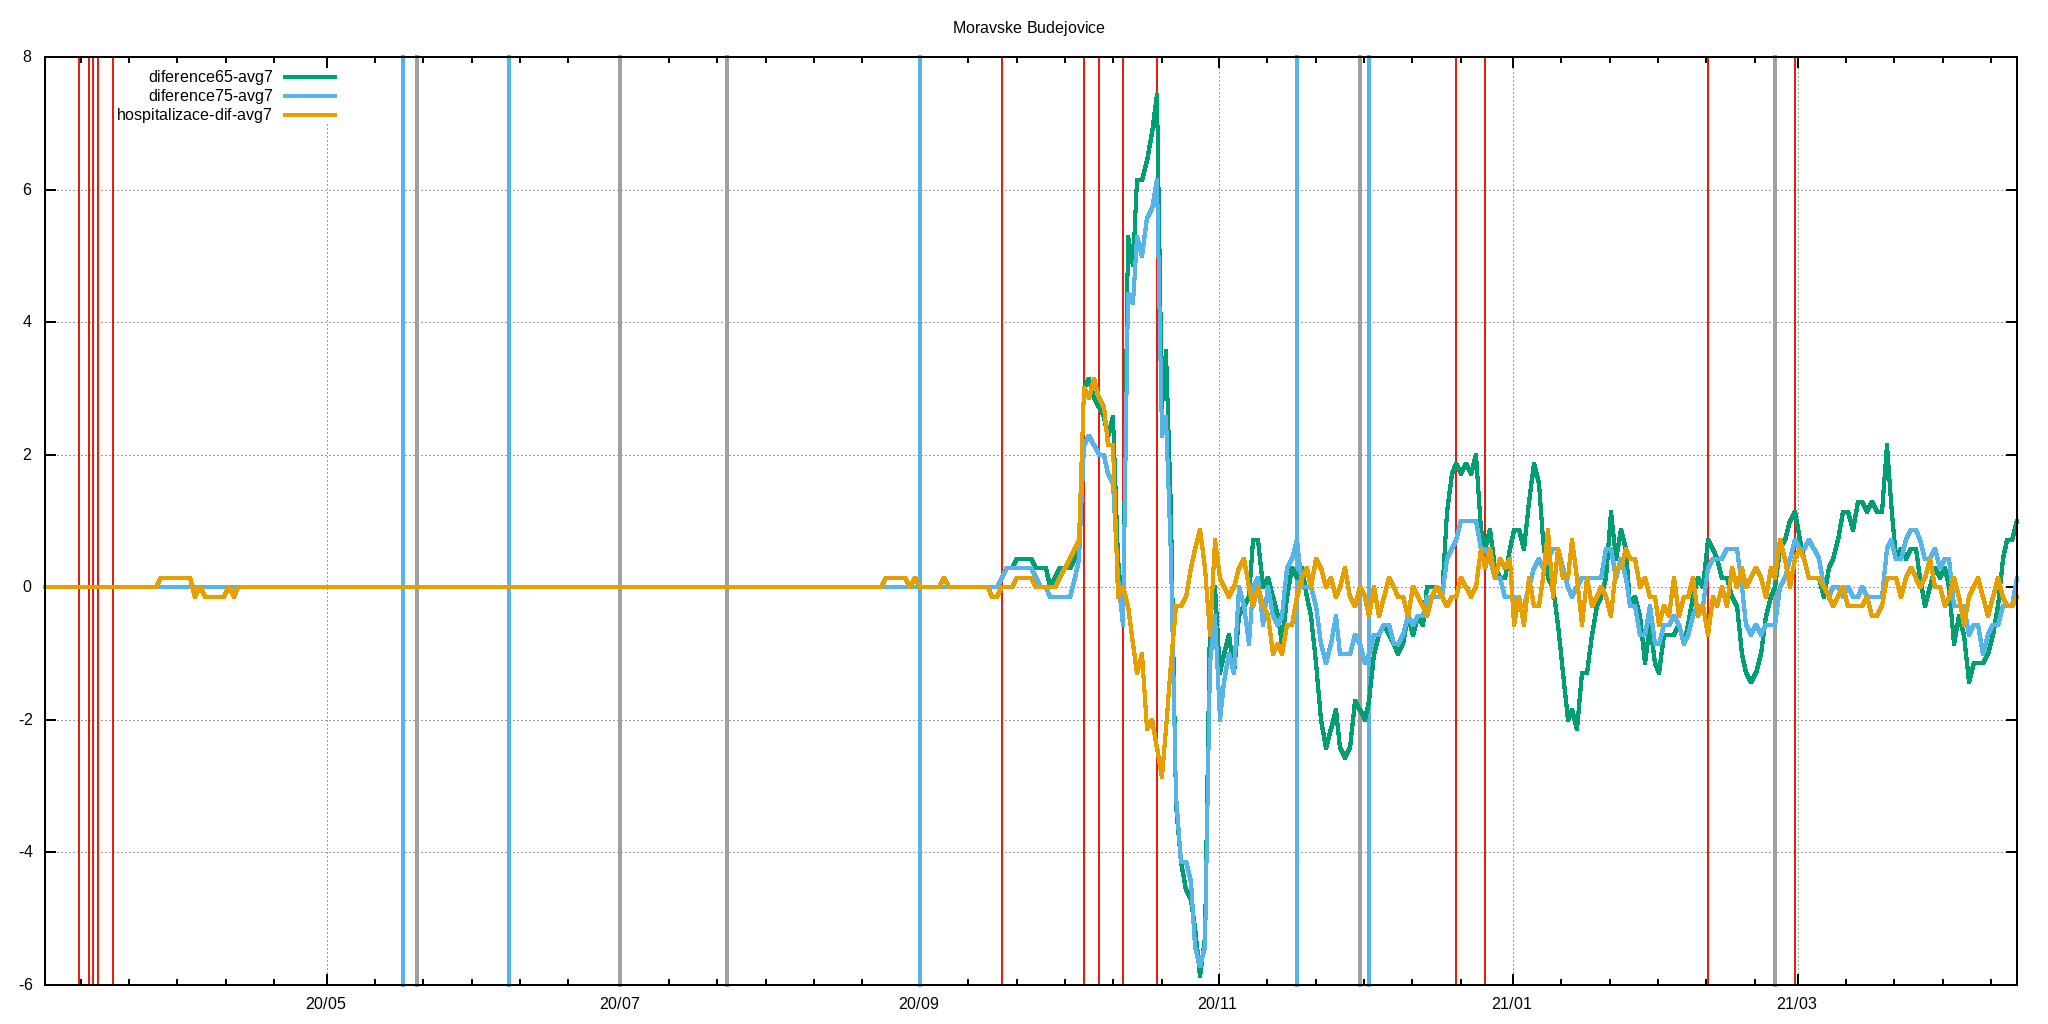 Moravske Budejovice
8
6
4
2
0
-2
-4
-6
diference65-avg7
diference75-avg7
hospitalizace-dif-avg7
20/05 20/07 20/09 20/11 21/01 21/03